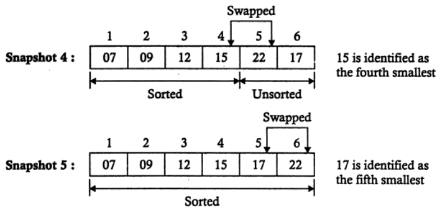 Swapped
1 2 3 4 5 6
Snapshot 4 : 07 09 12 15 22 17 15 is identified as
the fourth smallest
Sorted Unsorted
Swapped
1 2 3 4 5 6
Snapshot 5 : 07 09 12 15 17 22 17 is identified as
the fifth smallest
Sorted